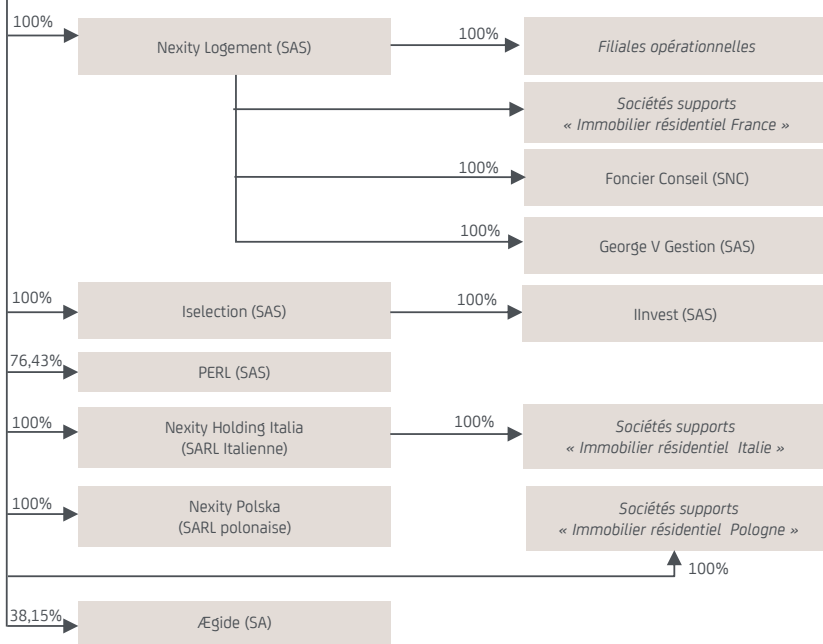 100%
Nexity Logement (SAS)
100%
Filiales opérationnelles
Sociétés supports
« Immobilier résidentiel France »
100%
Foncier Conseil (SNC)
100%
George V Gestion (SAS)
100%
Iselection (SAS)
100%
IInvest (SAS)
76,43%
PERL (SAS)
100%
Nexity Holding Italia
(SARL Italienne)
100%
Sociétés supports
« Immobilier résidentiel Italie »
100%
Nexity Polska
(SARL polonaise)
Sociétés supports
« Immobilier résidentiel Pologne »
100%
38,15%
Ægide (SA)